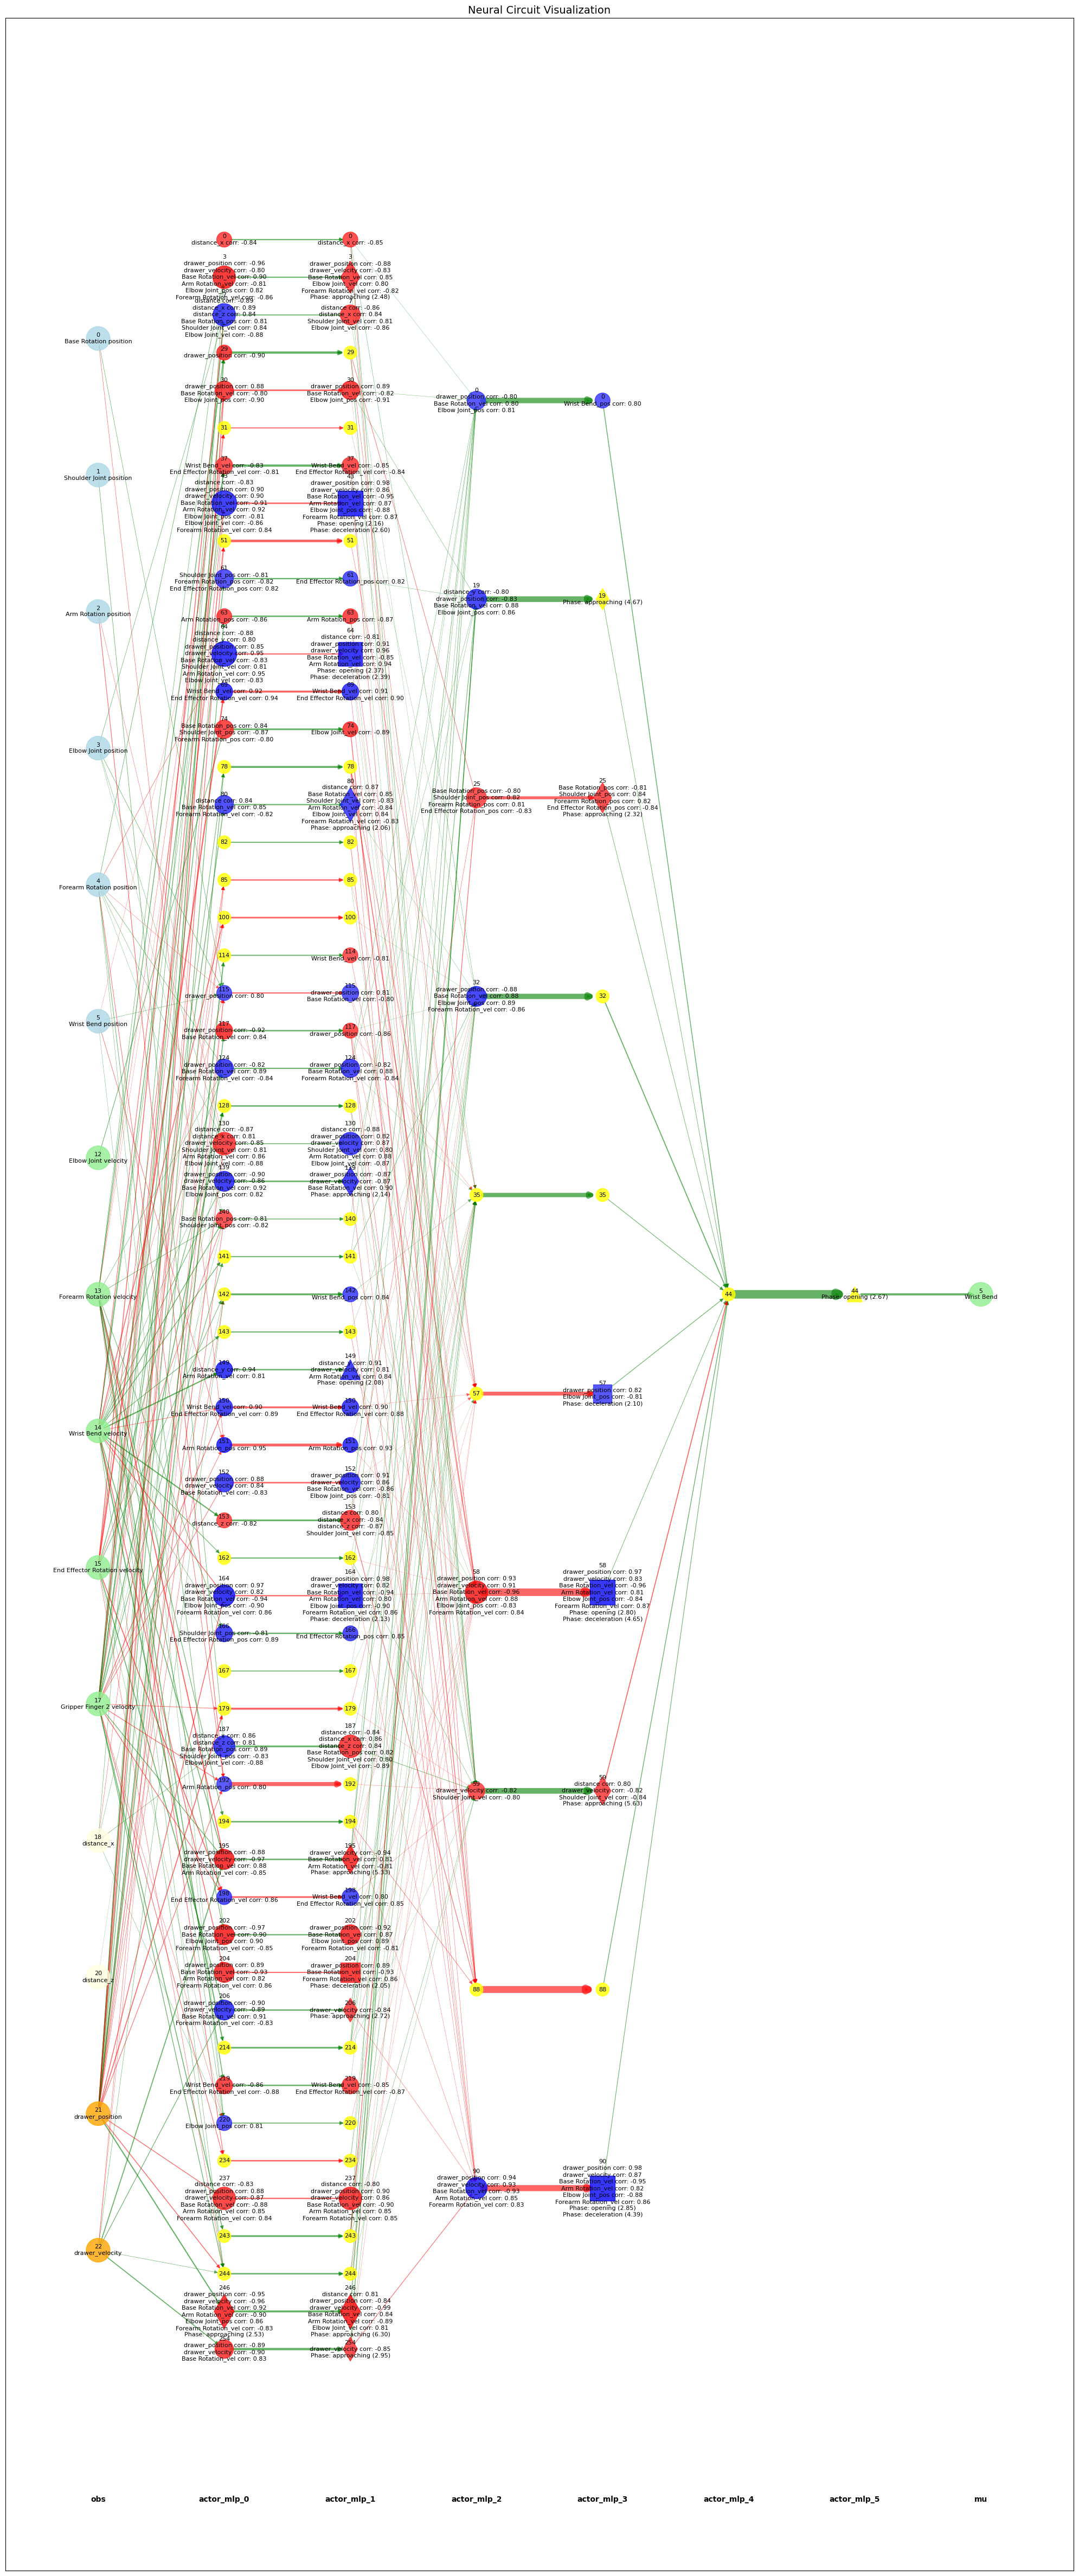 Neural Circuit Visualization
0
Base Rotation position
1
Shoulder Joint position
2
Arm Rotation position
3
Elbow Joint position
4
Forearm Rotation position
5
Wrist Bend position
12
Elbow Joint velocity
13
Forearm Rotation velocity
14
Wrist Bend velocity
15
End Effector Rotation velocity
17
Gripper Finger 2 velocity
18
distance_x
20
distance_z
21
drawer_position
22
drawer_velocity
0
distance_x corr: -0.84
3
drawer_position corr: -0.96
drawer_velocity corr: -0.80
Base Rotation_vel corr: 0.90
Arm Rotation_vel corr: -0.81
Elbow Joint_pos corr: 0.82
Forearm Rotation_vel corr: -0.86
distance corr: -0.89
distance_x corr: 0.89
distance_z corr: 0.84
Base Rotation_pos corr: 0.81
Shoulder Joint_vel corr: 0.84
Elbow Joint_vel corr: -0.88
29
drawer_position corr: -0.90
30
drawer_position corr: 0.88
Base Rotation_vel corr: -0.80
Elbow Joint_pos corr: -0.90
31
37
Wrist Bend_vel corr: -0.83
End Effector Rotation_vel corr: -0.81
43
distance corr: -0.83
drawer_position corr: 0.90
drawer_velocity corr: 0.90
Base Rotation_vel corr: -0.91
Arm Rotation_vel corr: 0.92
Elbow Joint_pos corr: -0.81
Elbow Joint_vel corr: -0.86
Forearm Rotation_vel corr: 0.84
51
61
Shoulder Joint_pos corr: -0.81
Forearm Rotation_pos corr: -0.82
End Effector Rotation_pos corr: 0.82
63
Arm Rotation_pos corr: -0.86
64
distance corr: -0.88
drawer_position corr: 0.85
drawer_velocity corr: 0.95
Base Rotation_vel corr: -0.83
Shoulder Joint_vel corr: 0.81
Arm Rotation_vel corr: 0.95
Elbow Joint_vel corr: -0.83
Wrist Bend_vel corr: 0.92
End Effector Rotation_vel corr: 0.94
74
Base Rotation_pos corr: 0.84
Shoulder Joint_pos corr: -0.87
Forearm Rotation_pos corr: -0.80
78
80
distance corr: 0.84
Base Rotation_vel corr: 0.85
Forearm Rotation_vel corr: -0.82
82
85
100
114
115
drawer_position corr: 0.80
117
drawer_position corr: -0.92
Base Rotation_vel corr: 0.84
124
drawer_position corr: -0.82
Base Rotation_vel corr: 0.89
Forearm Rotation_vel corr: -0.84
128
130
distance corr: -0.87
distance_x corr: 0.81
drawer_velocity corr: 0.85
Shoulder Joint_vel corr: 0.81
Arm Rotation_vel corr: 0.86
Elbow Joint_vel corr: -0.88
139
drawer_position corr: -0.90
drawer_velocity corr: -0.86
Base Rotation_vel corr: 0.92
Elbow Joint_pos corr: 0.82
140
Base Rotation_pos corr: 0.81
Shoulder Joint_pos corr: -0.82
141
142
143
149
distance_y corr: 0.94
Arm Rotation_vel corr: 0.81
150
Wrist Bend_vel corr: 0.90
End Effector Rotation_vel corr: 0.89
151
Arm Rotation_pos corr: 0.95
152
drawer_position corr: 0.88
drawer_velocity corr: 0.84
Base Rotation_vel corr: -0.83
153
distance_z corr: -0.82
162
164
drawer_position corr: 0.97
drawer_velocity corr: 0.82
Base Rotation_vel corr: -0.94
Elbow Joint_pos corr: -0.90
Forearm Rotation_vel corr: 0.86
166
Shoulder Joint_pos corr: -0.81
End Effector Rotation_pos corr: 0.89
167
179
187
distance_x corr: 0.86
distance_z corr: 0.81
Base Rotation_pos corr: 0.89
Shoulder Joint_pos corr: -0.83
Elbow Joint_vel corr: -0.88
192
Arm Rotation_pos corr: 0.80
194
195
drawer_position corr: -0.88
drawer_velocity corr: -0.97
Base Rotation_vel corr: 0.88
Arm Rotation_vel corr: -0.85
198
End Effector Rotation_vel corr: 0.86
202
drawer_position corr: -0.97
Base Rotation_vel corr: 0.90
Elbow Joint_pos corr: 0.90
Forearm Rotation_vel corr: -0.85
204
drawer_position corr: 0.89
Base Rotation_vel corr: -0.93
Arm Rotation_vel corr: 0.82
Forearm Rotation_vel corr: 0.86
206
drawer_position corr: -0.90
drawer_velocity corr: -0.89
Base Rotation_vel corr: 0.91
Forearm Rotation_vel corr: -0.83
214
219
Wrist Bend_vel corr: -0.86
End Effector Rotation_vel corr: -0.88
220
Elbow Joint_pos corr: 0.81
234
237
distance corr: -0.83
drawer_position corr: 0.88
drawer_velocity corr: 0.87
Base Rotation_vel corr: -0.88
Arm Rotation_vel corr: 0.85
Forearm Rotation_vel corr: 0.84
243
244
246
drawer_position corr: -0.95
drawer_velocity corr: -0.96
Base Rotation_vel corr: 0.92
Arm Rotation_vel corr: -0.90
Elbow Joint_pos corr: 0.86
Forearm Rotation_vel corr: -0.83
Phase: approaching (2.53)
drawer_position corr: -0.89
drawer_velocity corr: -0.90
Base Rotation_vel corr: 0.83
0
distance_x corr: -0.85
3
drawer_position corr: -0.88
drawer_velocity corr: -0.83
Base Rotation_vel corr: 0.85
Elbow Joint_vel corr: 0.80
Forearm Rotation_vel corr: -0.82
Phase: approaching (2.48)
distance corr: -0.86
distance_x corr: 0.84
Shoulder Joint_vel corr: 0.81
Elbow Joint_vel corr: -0.86
29
30
drawer_position corr: 0.89
Base Rotation_vel corr: -0.82
Elbow Joint_pos corr: -0.91
31
37
Wrist Bend_vel corr: -0.85
End Effector Rotation_vel corr: -0.84
43
drawer_position corr: 0.98
drawer_velocity corr: 0.86
Base Rotation_vel corr: -0.95
Arm Rotation_vel corr: 0.87
Elbow Joint_pos corr: -0.88
Forearm Rotation_vel corr: 0.87
Phase: opening (2.16)
Phase: deceleration (2.60)
51
61
End Effector Rotation_pos corr: 0.82
63
Arm Rotation_pos corr: -0.87
64
distance corr: -0.81
drawer_position corr: 0.91
drawer_velocity corr: 0.96
Base Rotation_vel corr: -0.85
Arm Rotation_vel corr: 0.94
Phase: opening (2.37)
Phase: deceleration (2.39)
Wrist Bend_vel corr: 0.91
End Effector Rotation_vel corr: 0.90
74
Elbow Joint_vel corr: -0.89
78
80
distance corr: 0.87
Base Rotation_vel corr: 0.85
Shoulder Joint_vel corr: -0.83
Arm Rotation_vel corr: -0.84
Elbow Joint_vel corr: 0.84
Forearm Rotation_vel corr: -0.83
Phase: approaching (2.06)
82
85
100
114
Wrist Bend_vel corr: -0.81
115
drawer_position corr: 0.81
Base Rotation_vel corr: -0.80
117
drawer_position corr: -0.86
124
drawer_position corr: -0.82
Base Rotation_vel corr: 0.88
Forearm Rotation_vel corr: -0.84
128
130
distance corr: -0.88
drawer_position corr: 0.82
drawer_velocity corr: 0.87
Shoulder Joint_vel corr: 0.80
Arm Rotation_vel corr: 0.88
Elbow Joint_vel corr: -0.87
139
drawer_position corr: -0.87
drawer_velocity corr: -0.87
Base Rotation_vel corr: 0.90
Phase: approaching (2.14)
140
141
142
Wrist Bend_pos corr: 0.84
143
149
distance_y corr: 0.91
drawer_velocity corr: 0.81
Arm Rotation_vel corr: 0.84
Phase: opening (2.08)
150
Wrist Bend_vel corr: 0.90
End Effector Rotation_vel corr: 0.88
151
Arm Rotation_pos corr: 0.93
152
drawer_position corr: 0.91
drawer_velocity corr: 0.86
Base Rotation_vel corr: -0.86
Elbow Joint_pos corr: -0.81
153
distance corr: 0.80
distance_x corr: -0.84
distance_z corr: -0.87
Shoulder Joint_vel corr: -0.85
162
164
drawer_position corr: 0.98
drawer_velocity corr: 0.82
Base Rotation_vel corr: -0.94
Arm Rotation_vel corr: 0.80
Elbow Joint_pos corr: -0.90
Forearm Rotation_vel corr: 0.86
Phase: deceleration (2.13)
166
End Effector Rotation_pos corr: 0.85
167
179
187
distance corr: -0.84
distance_x corr: 0.86
distance_z corr: 0.84
Base Rotation_pos corr: 0.82
Shoulder Joint_vel corr: 0.80
Elbow Joint_vel corr: -0.89
192
194
195
drawer_velocity corr: -0.94
Base Rotation_vel corr: 0.81
Arm Rotation_vel corr: -0.81
Phase: approaching (5.33)
198
Wrist Bend_vel corr: 0.80
End Effector Rotation_vel corr: 0.85
202
drawer_position corr: -0.92
Base Rotation_vel corr: 0.87
Elbow Joint_pos corr: 0.89
Forearm Rotation_vel corr: -0.81
204
drawer_position corr: 0.89
Base Rotation_vel corr: -0.93
Forearm Rotation_vel corr: 0.86
Phase: deceleration (2.05)
206
drawer_velocity corr: -0.84
Phase: approaching (2.72)
214
219
Wrist Bend_vel corr: -0.85
End Effector Rotation_vel corr: -0.87
220
234
237
distance corr: -0.80
drawer_position corr: 0.90
drawer_velocity corr: 0.86
Base Rotation_vel corr: -0.90
Arm Rotation_vel corr: 0.85
Forearm Rotation_vel corr: 0.85
243
244
246
distance corr: 0.81
drawer_position corr: -0.84
drawer_velocity corr: -0.99
Base Rotation_vel corr: 0.84
Arm Rotation_vel corr: -0.89
Elbow Joint_vel corr: 0.81
Phase: approaching (6.30)
254
drawer_velocity corr: -0.85
Phase: approaching (2.95)
0
drawer_position corr: -0.80
Base Rotation_vel corr: 0.80
Elbow Joint_pos corr: 0.81
19
distance_y corr: -0.80
drawer_position corr: -0.83
Base Rotation_vel corr: 0.88
Elbow Joint_pos corr: 0.86
25
Base Rotation_pos corr: -0.80
Shoulder Joint_pos corr: 0.82
Forearm Rotation_pos corr: 0.81
End Effector Rotation_pos corr: -0.83
32
drawer_position corr: -0.88
Base Rotation_vel corr: 0.88
Elbow Joint_pos corr: 0.89
Forearm Rotation_vel corr: -0.86
35
57
58
drawer_position corr: 0.93
drawer_velocity corr: 0.91
Base Rotation_vel corr: -0.96
Arm Rotation_vel corr: 0.88
Elbow Joint_pos corr: -0.83
Forearm Rotation_vel corr: 0.84
59
drawer_velocity corr: -0.82
Shoulder Joint_vel corr: -0.80
88
90
drawer_position corr: 0.94
drawer_velocity corr: 0.93
Base Rotation_vel corr: -0.93
Arm Rotation_vel corr: 0.85
Forearm Rotation_vel corr: 0.83
0
Wrist Bend_pos corr: 0.80
19
Phase: approaching (4.67)
25
Base Rotation_pos corr: -0.81
Shoulder Joint_pos corr: 0.84
Forearm Rotation_pos corr: 0.82
End Effector Rotation_pos corr: -0.84
Phase: approaching (2.32)
32
35
57
drawer_position corr: 0.82
Elbow Joint_pos corr: -0.81
Phase: deceleration (2.10)
58
drawer_position corr: 0.97
drawer_velocity corr: 0.83
Base Rotation_vel corr: -0.96
Arm Rotation_vel corr: 0.81
Elbow Joint_pos corr: -0.84
Forearm Rotation_vel corr: 0.87
Phase: opening (2.80)
Phase: deceleration (4.65)
59
distance corr: 0.80
drawer_velocity corr: -0.82
Shoulder Joint_vel corr: -0.84
Phase: approaching (5.63)
88
90
drawer_position corr: 0.98
drawer_velocity corr: 0.87
Base Rotation_vel corr: -0.95
Arm Rotation_vel corr: 0.82
Elbow Joint_pos corr: -0.88
Forearm Rotation_vel corr: 0.86
Phase: opening (2.85)
Phase: deceleration (4.39)
44
44
Phase: opening (2.67)
5
Wrist Bend
obs
actor_mlp_0
actor_mlp_1
actor_mlp_2
actor_mlp_3
actor_mlp_4
actor_mlp_5
mu